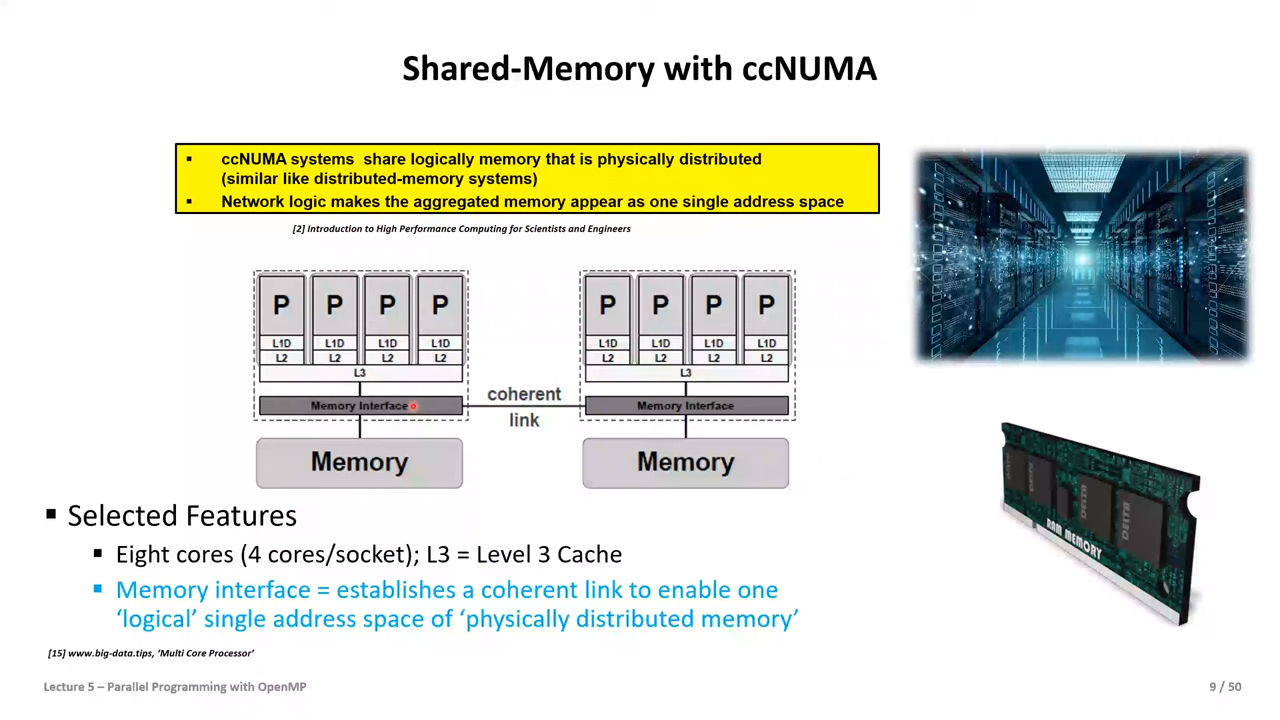 Shared-Memory with ccNUMA
▪ ccNUMA systems share logically memory that is physically distributed
(similar like distributed-memory systems)
▪ Network logic makes the aggregated memory appear as one single address space
[2] Introduction to High Performance Computing for Scientists and Engineers
P P P P
L1D L1D L1D L1D
L2 L2 L2 L2
L3
Memory Interface
Memory
coherent
link
P P P P
L1D L1D L1D L1D
L2 L2 L2 L2
L3
Memory Interface
Memory
DELTA DELTA
RAM MEMORY
▪ Selected Features
▪ Eight cores (4 cores/socket); L3 = Level 3 Cache
▪ Memory interface = establishes a coherent link to enable one
‘logical’ single address space of ‘physically distributed memory’
[15] www.big-data.tips, ‘Multi Core Processor’
Lecture 5 – Parallel Programming with OpenMP
9 / 50